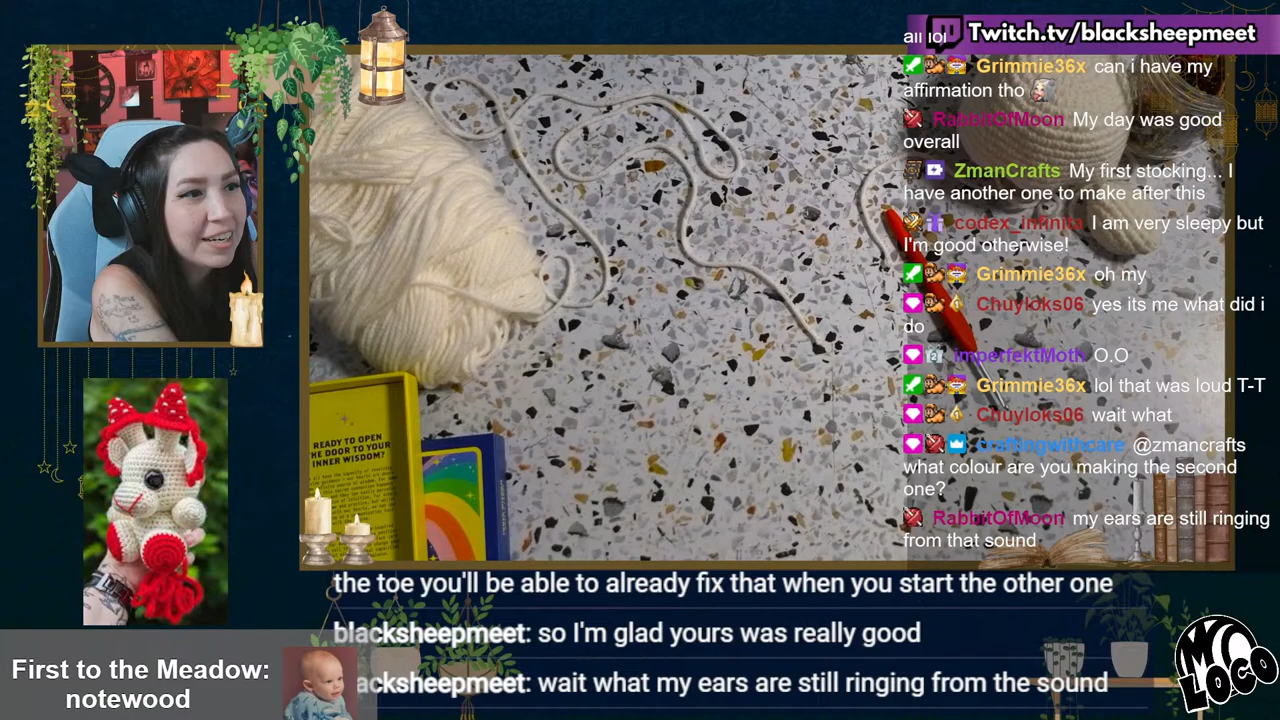 Twitch.tv/blacksheepmeet
all lol
Grimmie36x can i have my
affirmation tho
RabbitOfMoon My day was good
overall
ZmanCrafts My first stocking... I
have another one to make after this
codex_infinita I am very sleepy but
I'm good otherwise!
Grimmie36x oh my
Chuyloks06 yes its me what did i
do
imperfektMoth O.O
Grimmie36x lol that was loud T-T
Chuyloks06 wait what
craftingwithcare @zmancrafts
what colour are you making the second
one?
RabbitOfMoon my ears are still ringing
from that sound
READY TO OPEN
THE DOOR TO YOUR
INNER WISDOM?
the toe you'll be able to already fix that when you start the other one
blacksheepmeet: so I'm glad yours was really good
acksheepmeet: wait what my ears are still ringing from the sound
First to the Meadow:
notewood
MC
LOCO